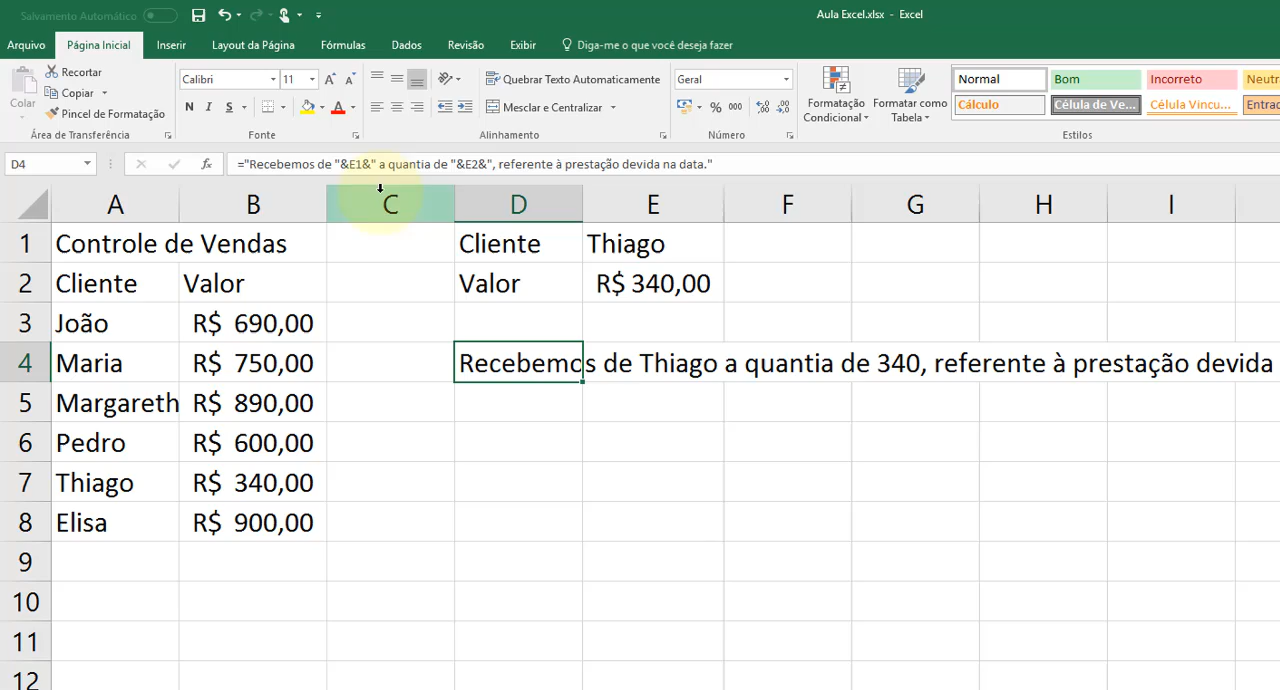 Salvamento Automático
Aula Excel.xlsx - Excel
Arquivo Página Inicial Inserir Layout da Página Fórmulas Dados Revisão Exibir Diga-me o que você deseja fazer
Colar
Recortar
Copiar
Pincel de Formatação
Área de Transferência
Calibri 11
N I S
Fonte
Quebrar Texto Automaticamente
Mesclar e Centralizar
Alinhamento
Geral
% 000
Número
Formatação Condicional
Formatar como Tabela
Normal Bom Incorreto Neutr
Cálculo Célula de Ve... Célula Vincu... Entrad
Estilos
D4 fx ="Recebemos de "&E1&" a quantia de "&E2&", referente à prestação devida na data."
A B C D E F G H I
1 Controle de Vendas Cliente Thiago
2 Cliente Valor Valor R$ 340,00
3 João R$ 690,00
4 Maria R$ 750,00 Recebemos de Thiago a quantia de 340, referente à prestação devida
5 Margareth R$ 890,00
6 Pedro R$ 600,00
7 Thiago R$ 340,00
8 Elisa R$ 900,00
9
10
11
12